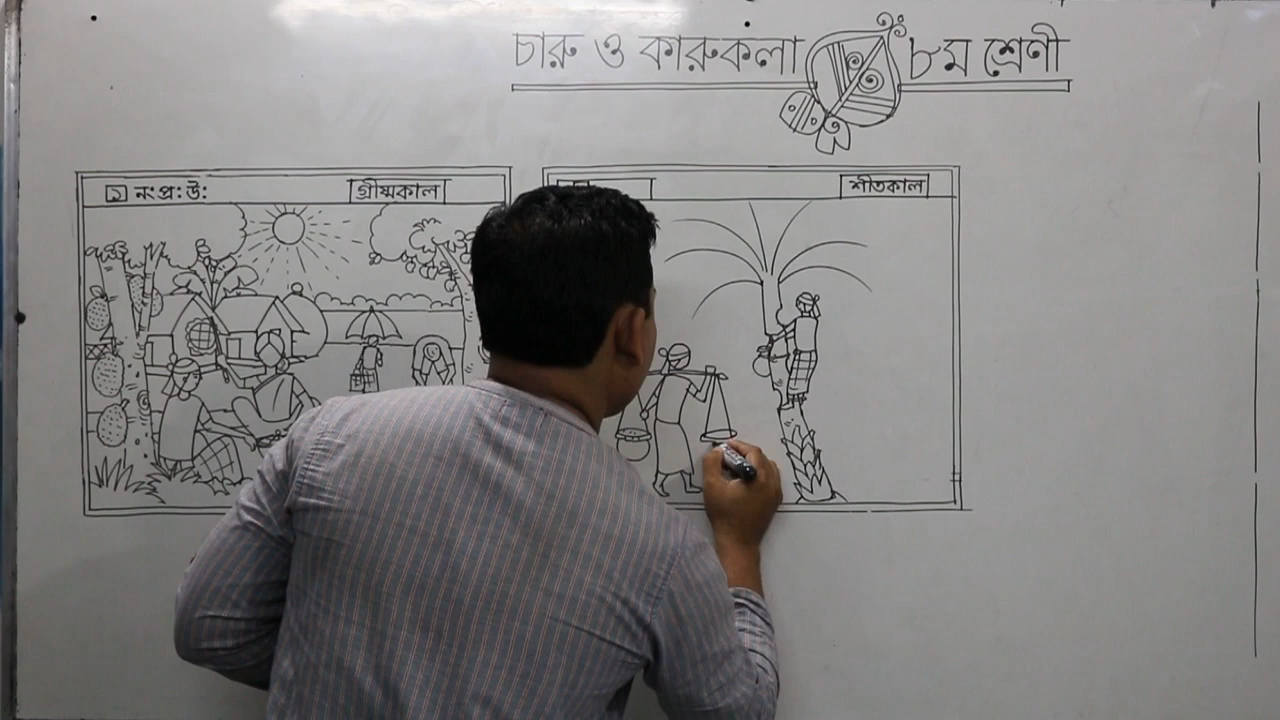 চারু ও কারুকলা ৮ম শ্রেণী
১ নং প্র: উ:
গ্রীষ্মকাল
শীতকাল